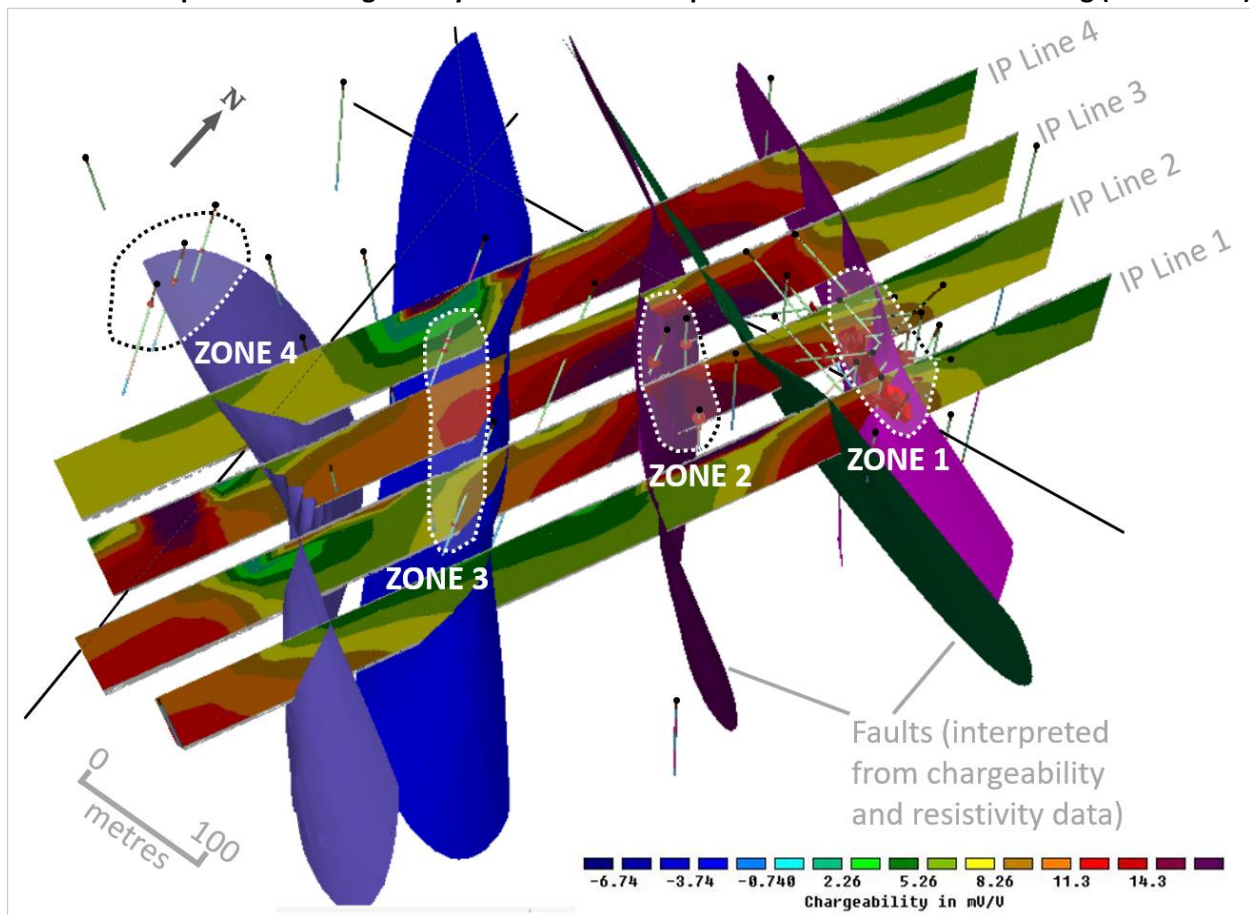 N
IP Line 4
IP Line 3
IP Line 2
IP Line 1
ZONE 4
ZONE 3
ZONE 2
ZONE 1
Faults (interpreted
from chargeability
and resistivity data)
0
100
metres
-6.74 -3.74 -0.740 2.26 5.26 8.26 11.3 14.3
Chargeability in mV/V